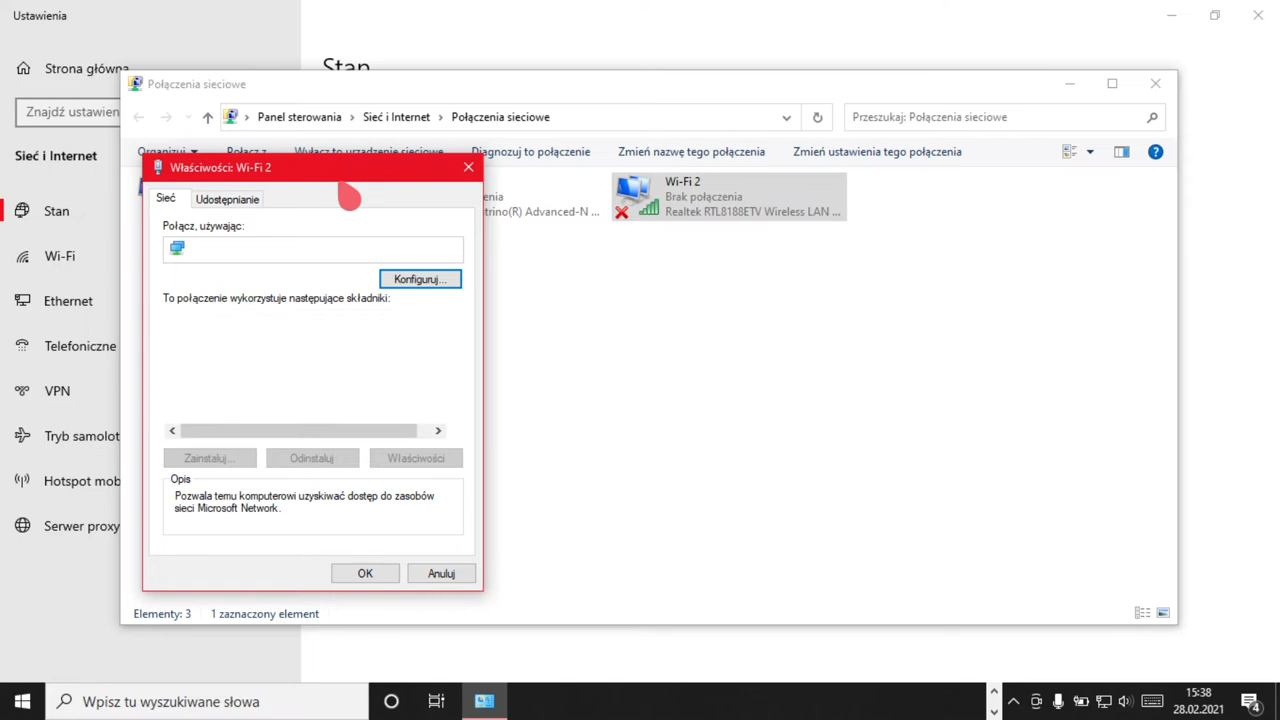 Ustawienia
Strona główna
Znajdź ustawien
Sieć i Internet
Stan
Wi-Fi
Ethernet
Telefoniczne
VPN
Tryb samolot
Hotspot mob
Serwer proxy
Stan
Połączenia sieciowe
Panel sterowania
Sieć i Internet
Połączenia sieciowe
Przeszukaj: Połączenia sieciowe
Organizuj
Połącz z
Wyłącz to urządzenie sieciowe
Diagnozuj to połączenie
Zmień nazwę tego połączenia
Zmień ustawienia tego połączenia
enia
trino(R) Advanced-N ...
Wi-Fi 2
Brak połączenia
Realtek RTL8188ETV Wireless LAN ...
Właściwości: Wi-Fi 2
Sieć
Udostępnianie
Połącz, używając:
Konfiguruj...
To połączenie wykorzystuje następujące składniki:
Zainstaluj...
Odinstaluj
Właściwości
Opis
Pozwala temu komputerowi uzyskiwać dostęp do zasobów
sieci Microsoft Network.
OK
Anuluj
Elementy: 3
1 zaznaczony element
Wpisz tu wyszukiwane słowa
15:38
28.02.2021
4